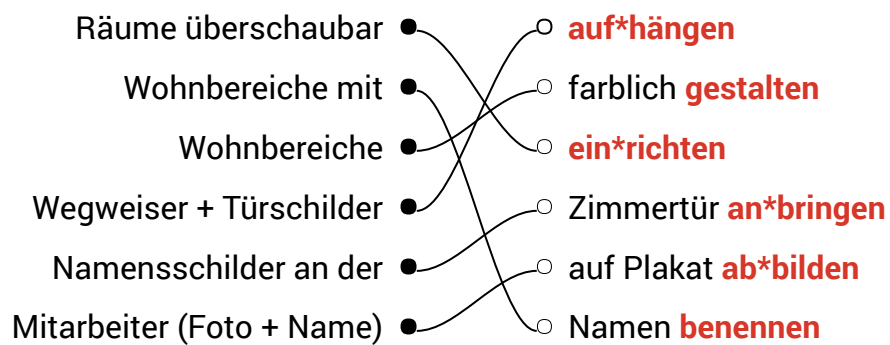 Räume überschaubar auf*hängen
Wohnbereiche mit farblich gestalten
Wohnbereiche ein*richten
Wegweiser + Türschilder Zimmertür an*bringen
Namensschilder an der auf Plakat ab*bilden
Mitarbeiter (Foto + Name) Namen benennen